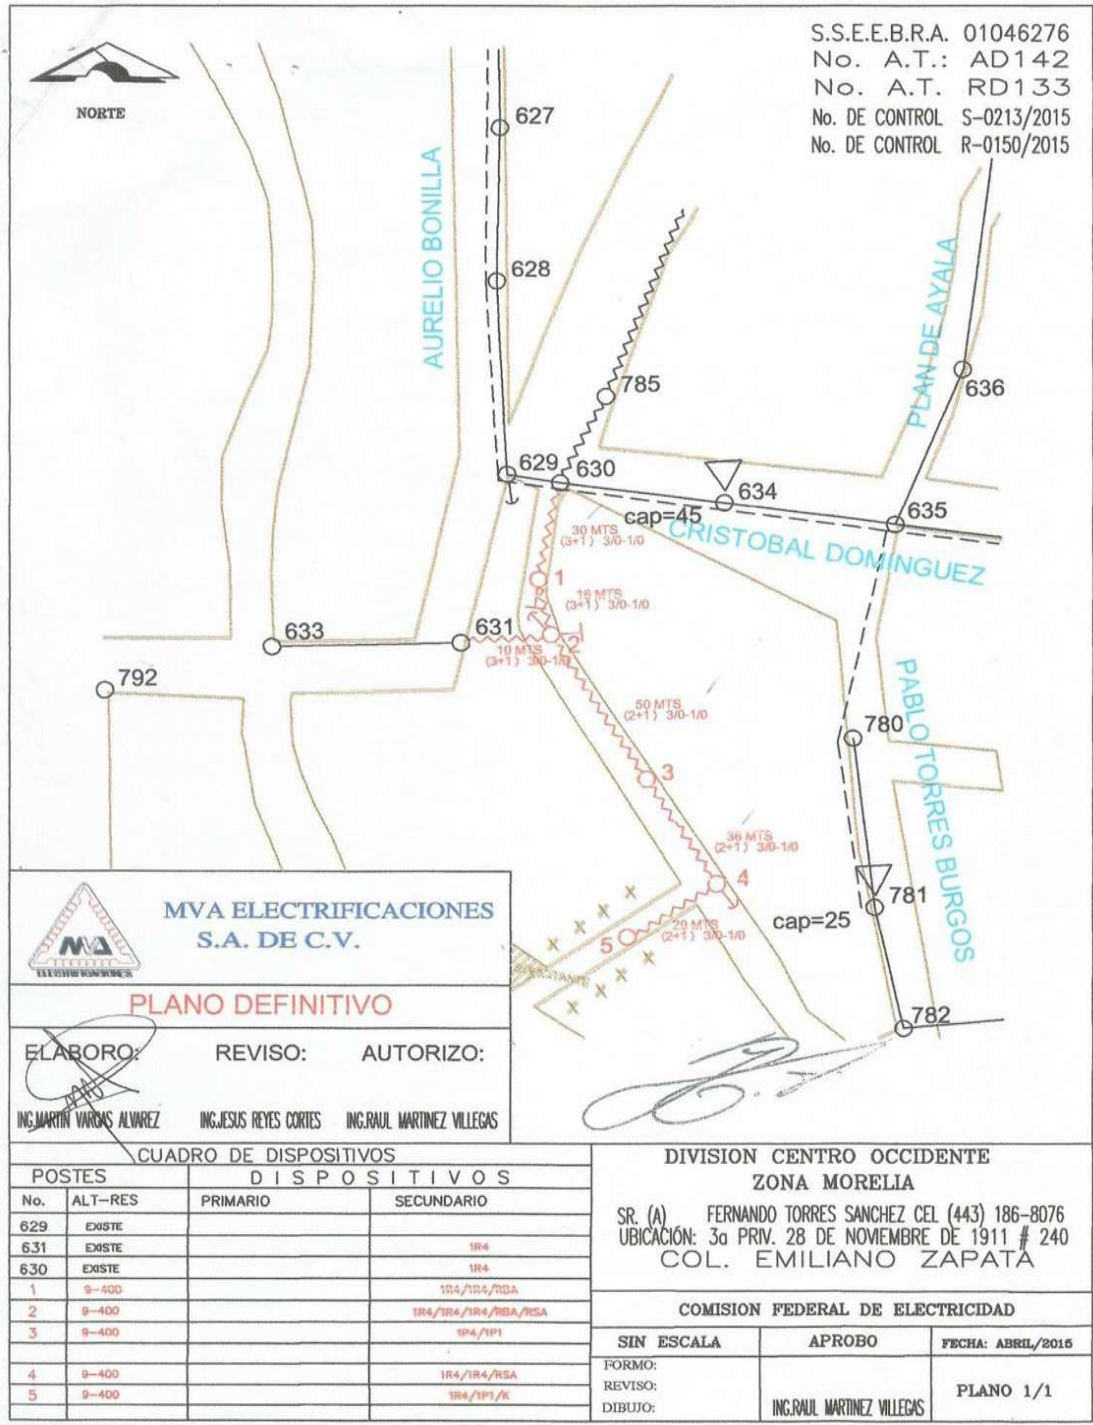 S.S.E.E.B.R.A. 01046276
No. A.T.: AD142
No. A.T. RD133
No. DE CONTROL S-0213/2015
No. DE CONTROL R-0150/2015
NORTE
627
AURELIO BONILLA
628
PLAN DE AYALA
785
636
629
630
634
635
cap=45
CRISTOBAL DOMINGUEZ
30 MTS
(3+1) 3/0-1/0
1
(3+1) 3/0-1/0
633
631
2
10 MTS
(3+1) 3/0-1/0
792
50 MTS
(2+1) 3/0-1/0
PABLO TORRES BURGOS
780
3
36 MTS
(2+1) 3/0-1/0
4
781
cap=25
(2+1) 3/0-1/0
5
782
MVA ELECTRIFICACIONES
S.A. DE C.V.
MVA
ELECTRIFICACIONES
PLANO DEFINITIVO
ELABORO: REVISO: AUTORIZO:
ING.MARTIN VARGAS ALVAREZ ING.JESUS REYES CORTES ING.RAUL MARTINEZ VILLEGAS
CUADRO DE DISPOSITIVOS
POSTES DISPOSITIVOS
No. ALT-RES PRIMARIO SECUNDARIO
629 EXISTE
631 EXISTE 1R4
630 EXISTE 1R4
1 9-400 1R4/1R4/RBA
2 9-400 1R4/1R4/1R4/RBA/RSA
3 9-400 1P4/1P1
4 9-400 1R4/1R4/RSA
5 9-400 1R4/1P1/K
DIVISION CENTRO OCCIDENTE
ZONA MORELIA
SR. (A) FERNANDO TORRES SANCHEZ CEL (443) 186-8076
UBICACIÓN: 3a PRIV. 28 DE NOVIEMBRE DE 1911 # 240
COL. EMILIANO ZAPATA
COMISION FEDERAL DE ELECTRICIDAD
SIN ESCALA APROBO FECHA: ABRIL/2015
FORMO:
REVISO:
DIBUJO:
ING.RAUL MARTINEZ VILLEGAS
PLANO 1/1